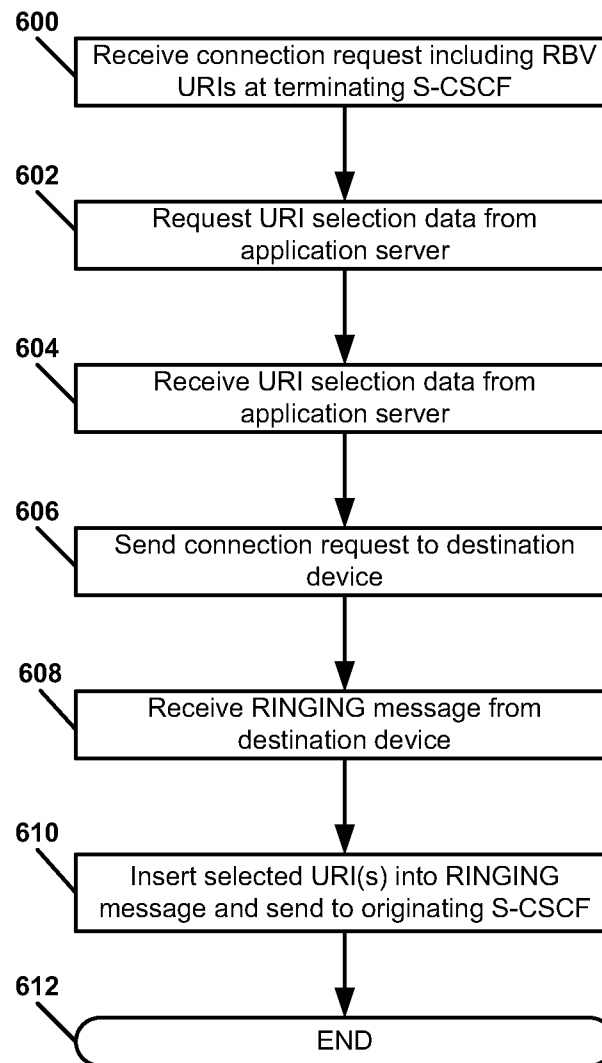 600
Receive connection request including RBV
URIs at terminating S-CSCF
602
Request URI selection data from
application server
604
Receive URI selection data from
application server
606
Send connection request to destination
device
608
Receive RINGING message from
destination device
610
Insert selected URI(s) into RINGING
message and send to originating S-CSCF
612
END